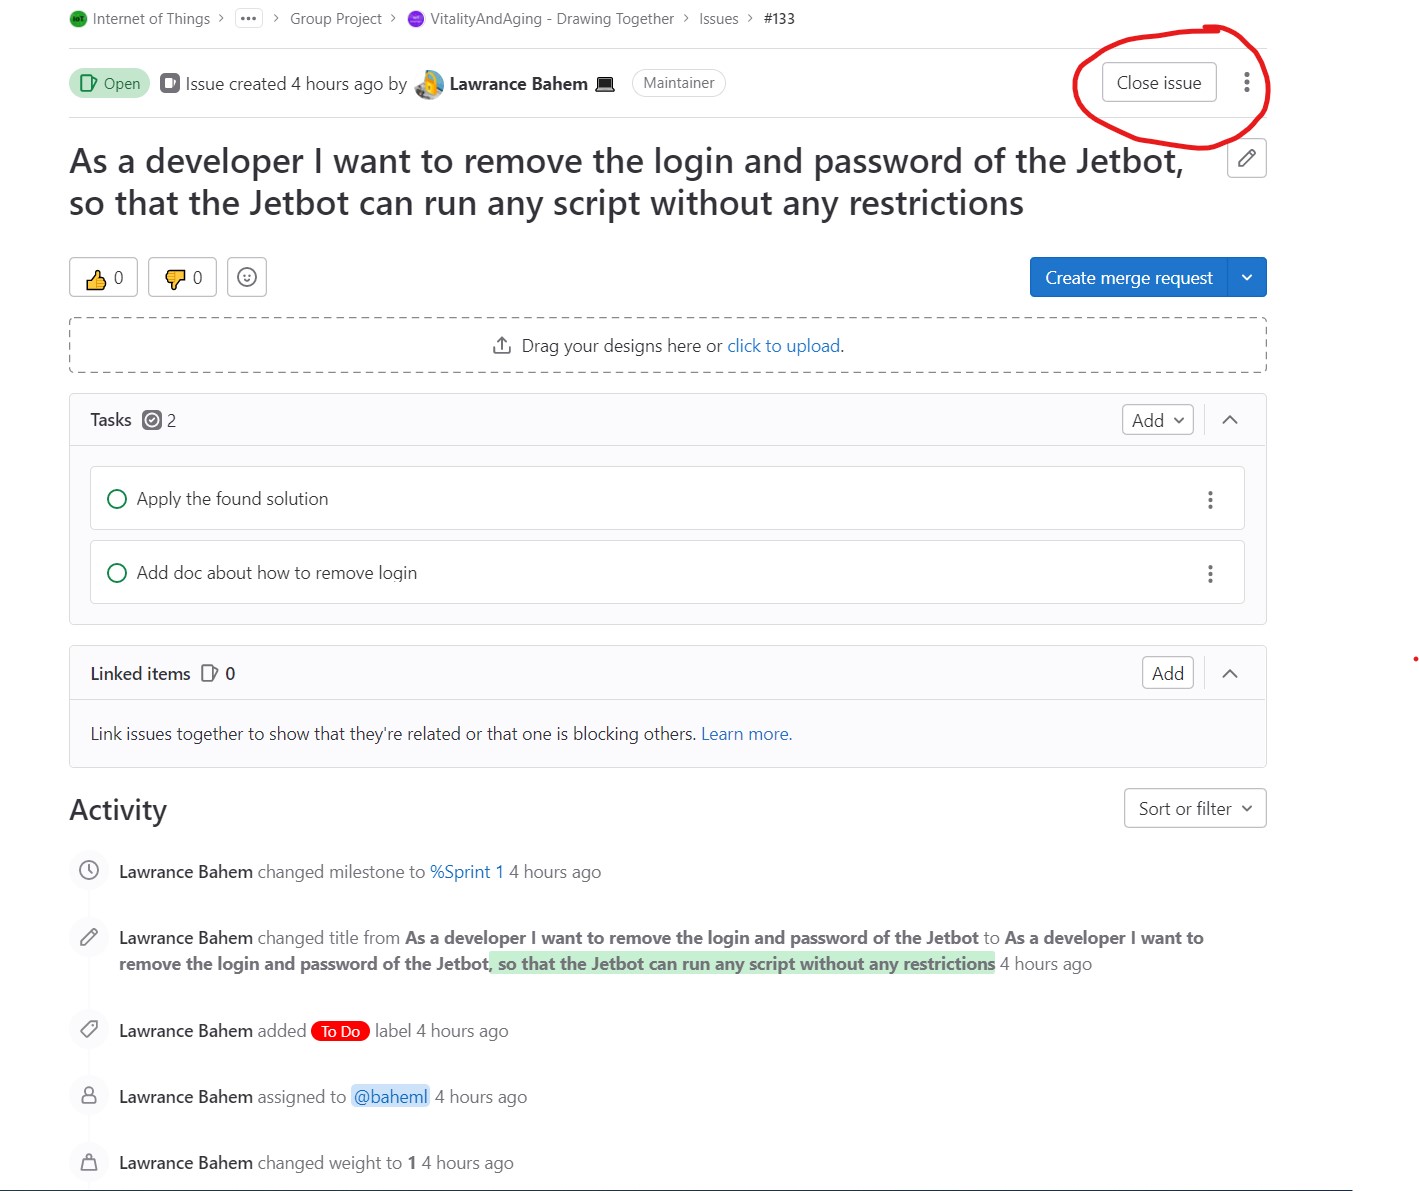 Internet of Things > ••• > Group Project > VitalityAndAging - Drawing Together > Issues > #133
Open Issue created 4 hours ago by Lawrance Bahem 💻 Maintainer Close issue
As a developer I want to remove the login and password of the Jetbot,
so that the Jetbot can run any script without any restrictions
👍 0 👎 0 Create merge request
Drag your designs here or click to upload.
Tasks 2 Add
Apply the found solution
Add doc about how to remove login
Linked items 0 Add
Link issues together to show that they're related or that one is blocking others. Learn more.
Activity Sort or filter
Lawrance Bahem changed milestone to %Sprint 1 4 hours ago
Lawrance Bahem changed title from As a developer I want to remove the login and password of the Jetbot to As a developer I want to
remove the login and password of the Jetbot, so that the Jetbot can run any script without any restrictions 4 hours ago
Lawrance Bahem added To Do label 4 hours ago
Lawrance Bahem assigned to @baheml 4 hours ago
Lawrance Bahem changed weight to 1 4 hours ago